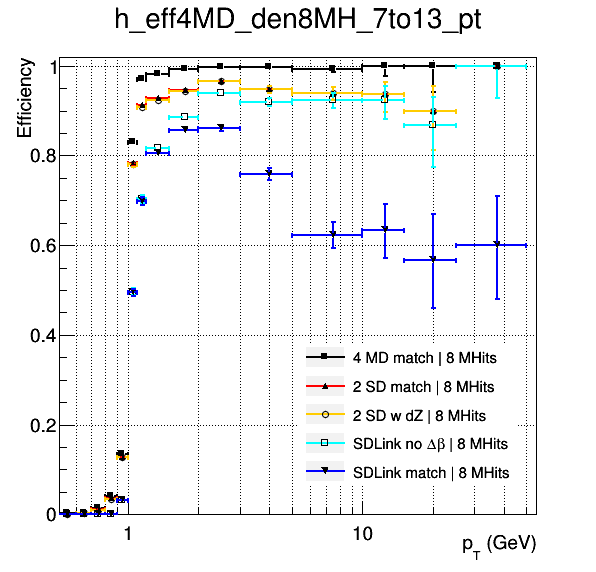 h_eff4MD_den8MH_7to13_pt
Efficiency
1
0.8
0.6
0.4
0.2
0
4 MD match | 8 MHits
2 SD match | 8 MHits
2 SD w dZ | 8 MHits
SDLink no Δβ | 8 MHits
SDLink match | 8 MHits
1
10
p_T (GeV)